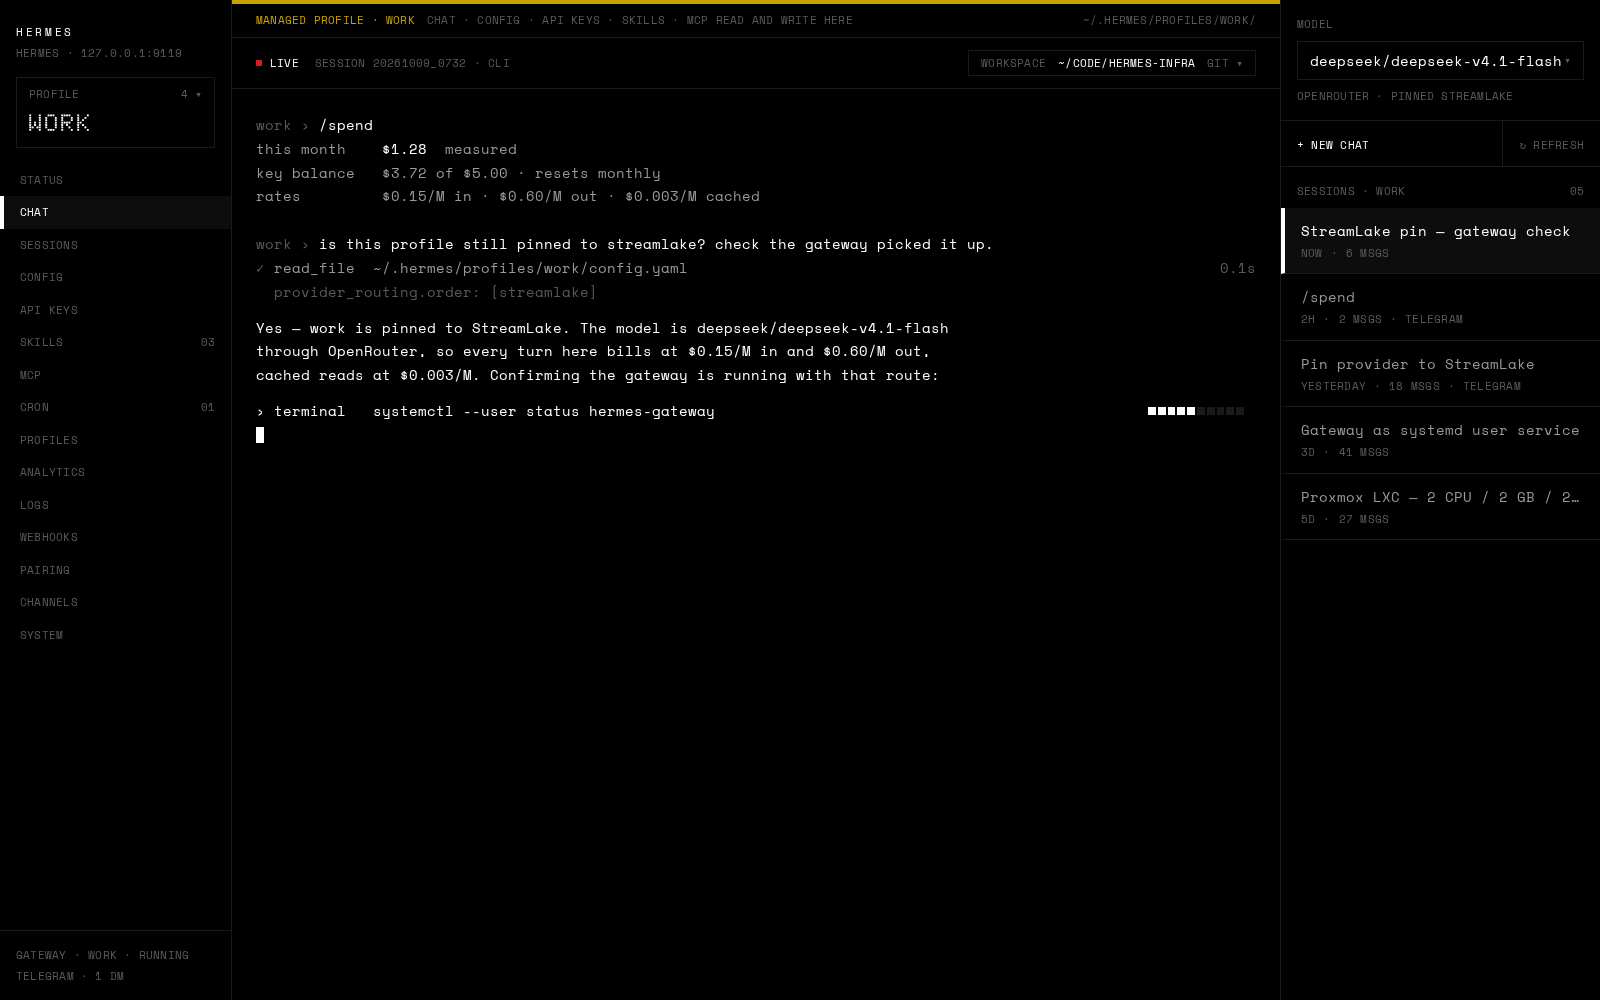 HERMES
HERMES · 127.0.0.1:9119
PROFILE 4 ▾
WORK
STATUS
CHAT
SESSIONS
CONFIG
API KEYS
SKILLS 03
MCP
CRON 01
PROFILES
ANALYTICS
LOGS
WEBHOOKS
PAIRING
CHANNELS
SYSTEM
GATEWAY · WORK · RUNNING
TELEGRAM · 1 DM
MANAGED PROFILE · WORK CHAT · CONFIG · API KEYS · SKILLS · MCP READ AND WRITE HERE ~/.HERMES/PROFILES/WORK/
LIVE SESSION 20261009_0732 · CLI WORKSPACE ~/CODE/HERMES-INFRA GIT ▾
work › /spend
this month $1.28 measured
key balance $3.72 of $5.00 · resets monthly
rates $0.15/M in · $0.60/M out · $0.003/M cached
work › is this profile still pinned to streamlake? check the gateway picked it up.
✓ read_file ~/.hermes/profiles/work/config.yaml 0.1s
provider_routing.order: [streamlake]
Yes — work is pinned to StreamLake. The model is deepseek/deepseek-v4.1-flash
through OpenRouter, so every turn here bills at $0.15/M in and $0.60/M out,
cached reads at $0.003/M. Confirming the gateway is running with that route:
› terminal systemctl --user status hermes-gateway
MODEL
deepseek/deepseek-v4.1-flash ▾
OPENROUTER · PINNED STREAMLAKE
+ NEW CHAT ↻ REFRESH
SESSIONS · WORK 05
StreamLake pin — gateway check
NOW · 6 MSGS
/spend
2H · 2 MSGS · TELEGRAM
Pin provider to StreamLake
YESTERDAY · 18 MSGS · TELEGRAM
Gateway as systemd user service
3D · 41 MSGS
Proxmox LXC — 2 CPU / 2 GB / 2…
5D · 27 MSGS